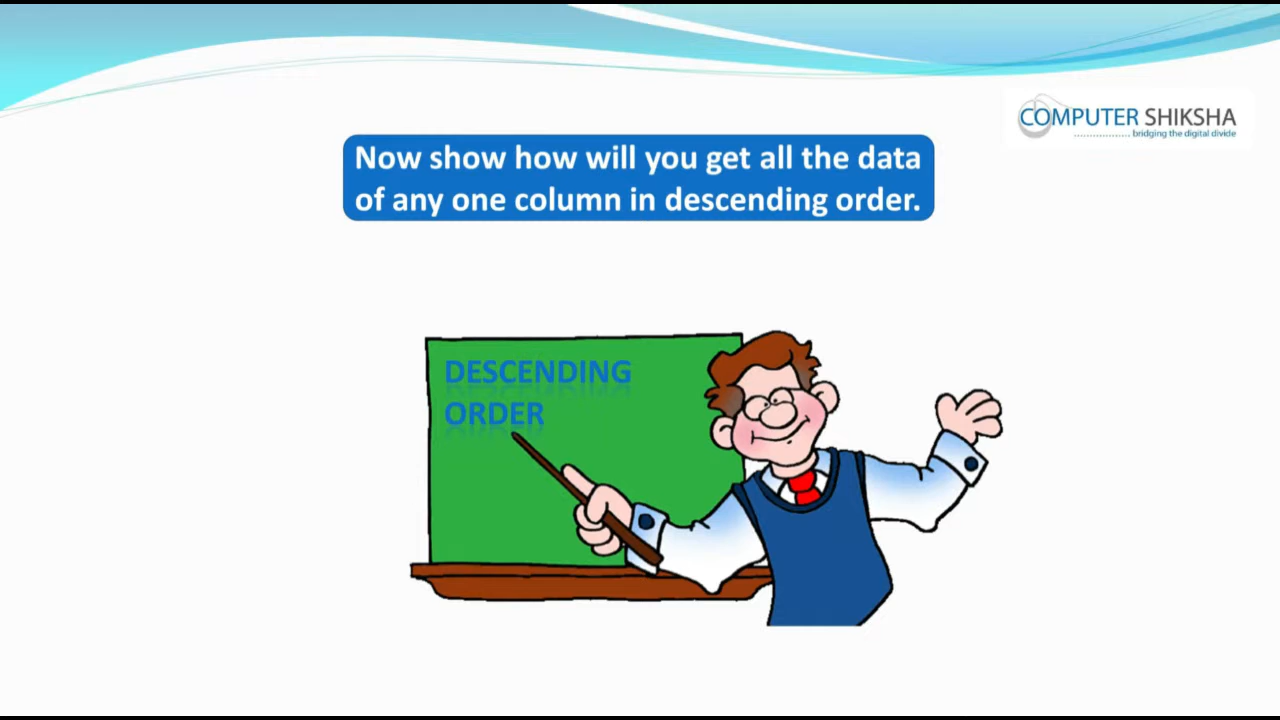 COMPUTER SHIKSHA
bridging the digital divide
Now show how will you get all the data
of any one column in descending order.
DESCENDING
ORDER